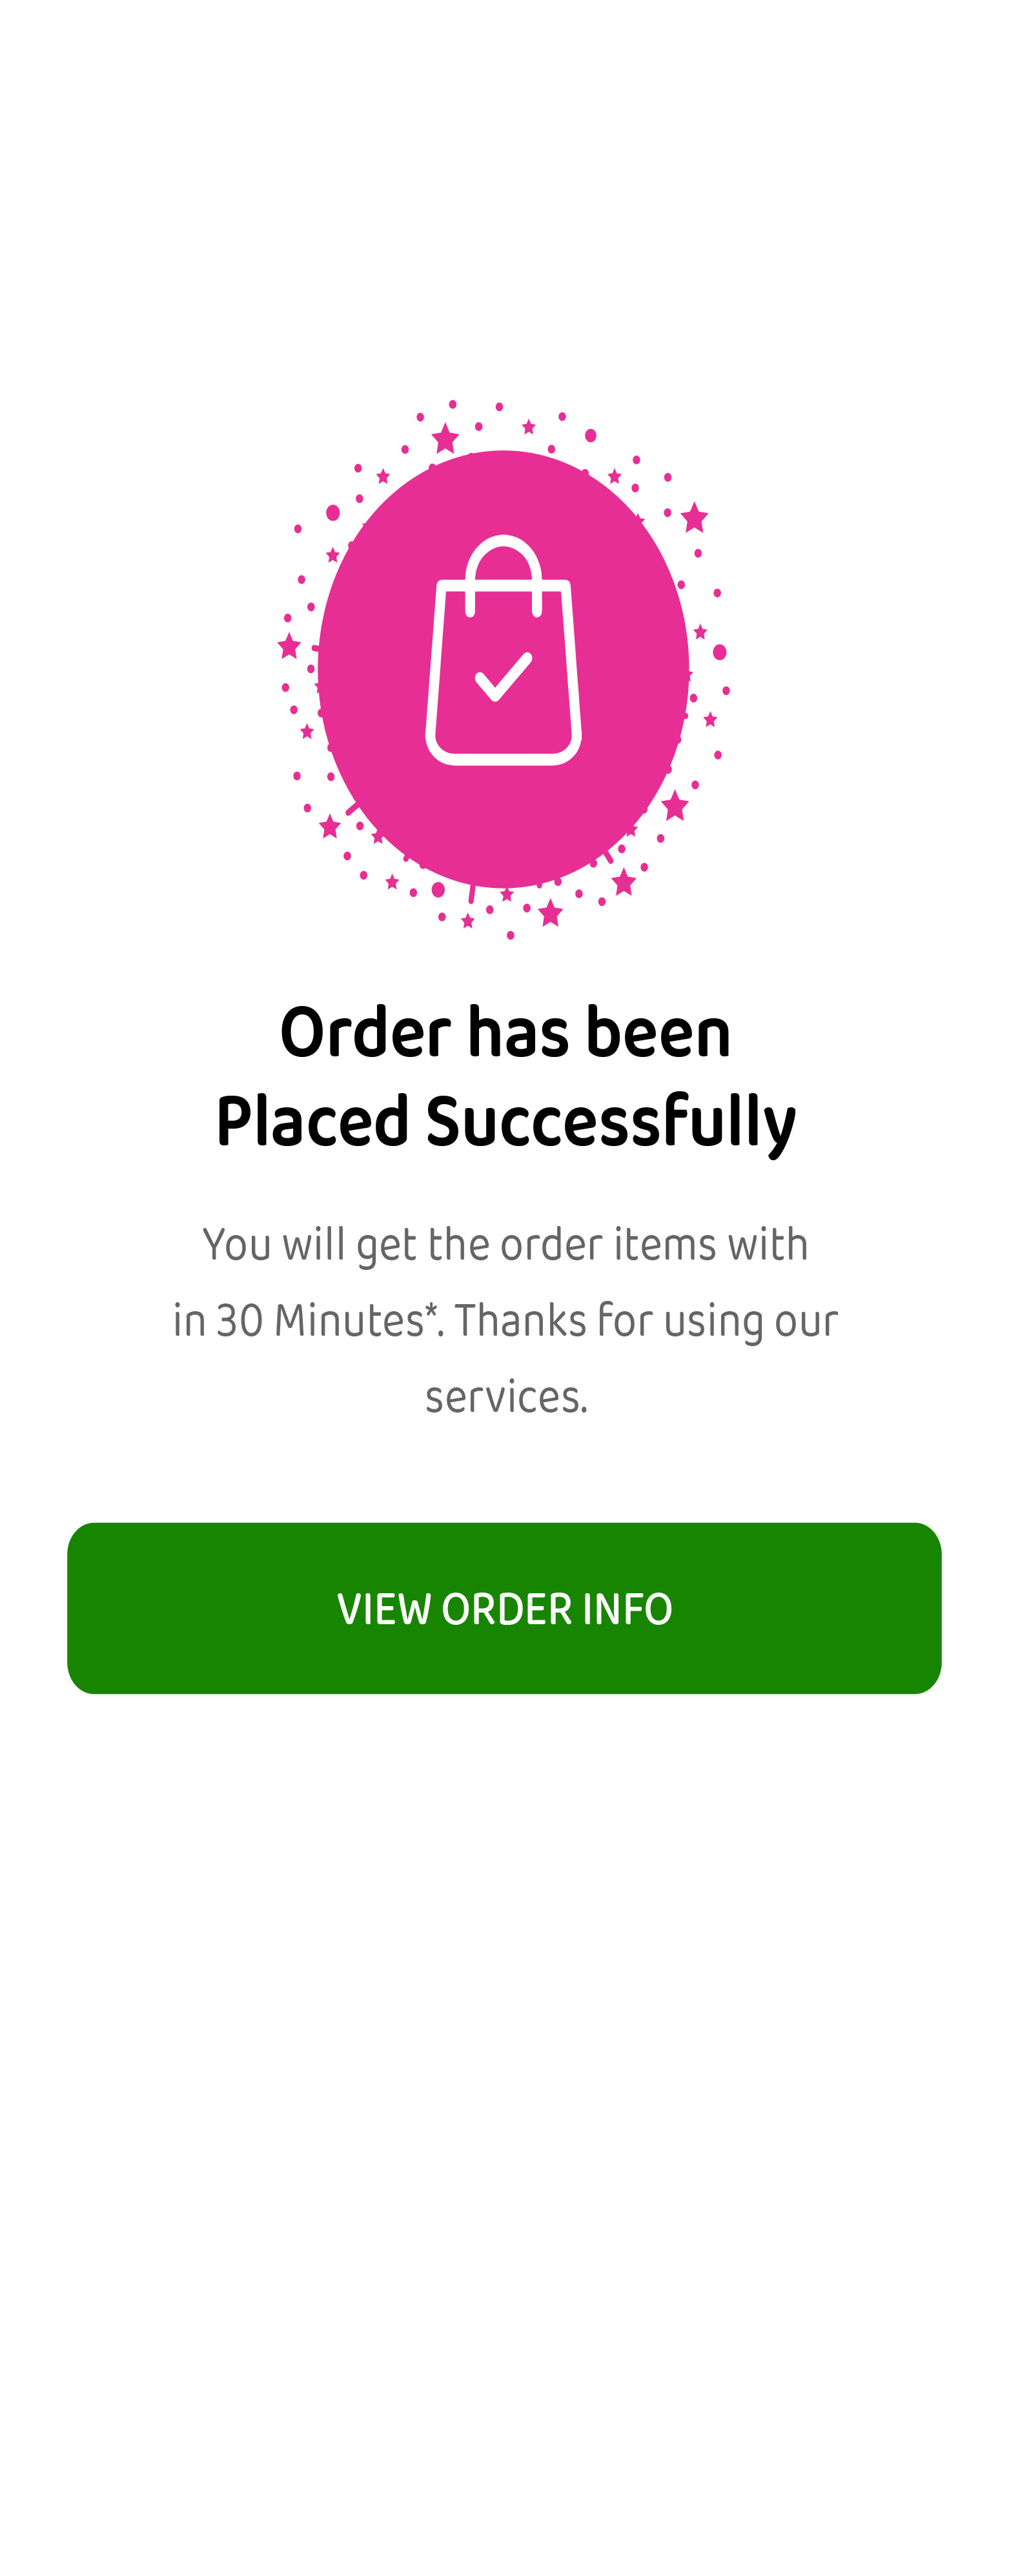 Order has been
Placed Successfully
You will get the order items with
in 30 Minutes*. Thanks for using our
services.
VIEW ORDER INFO